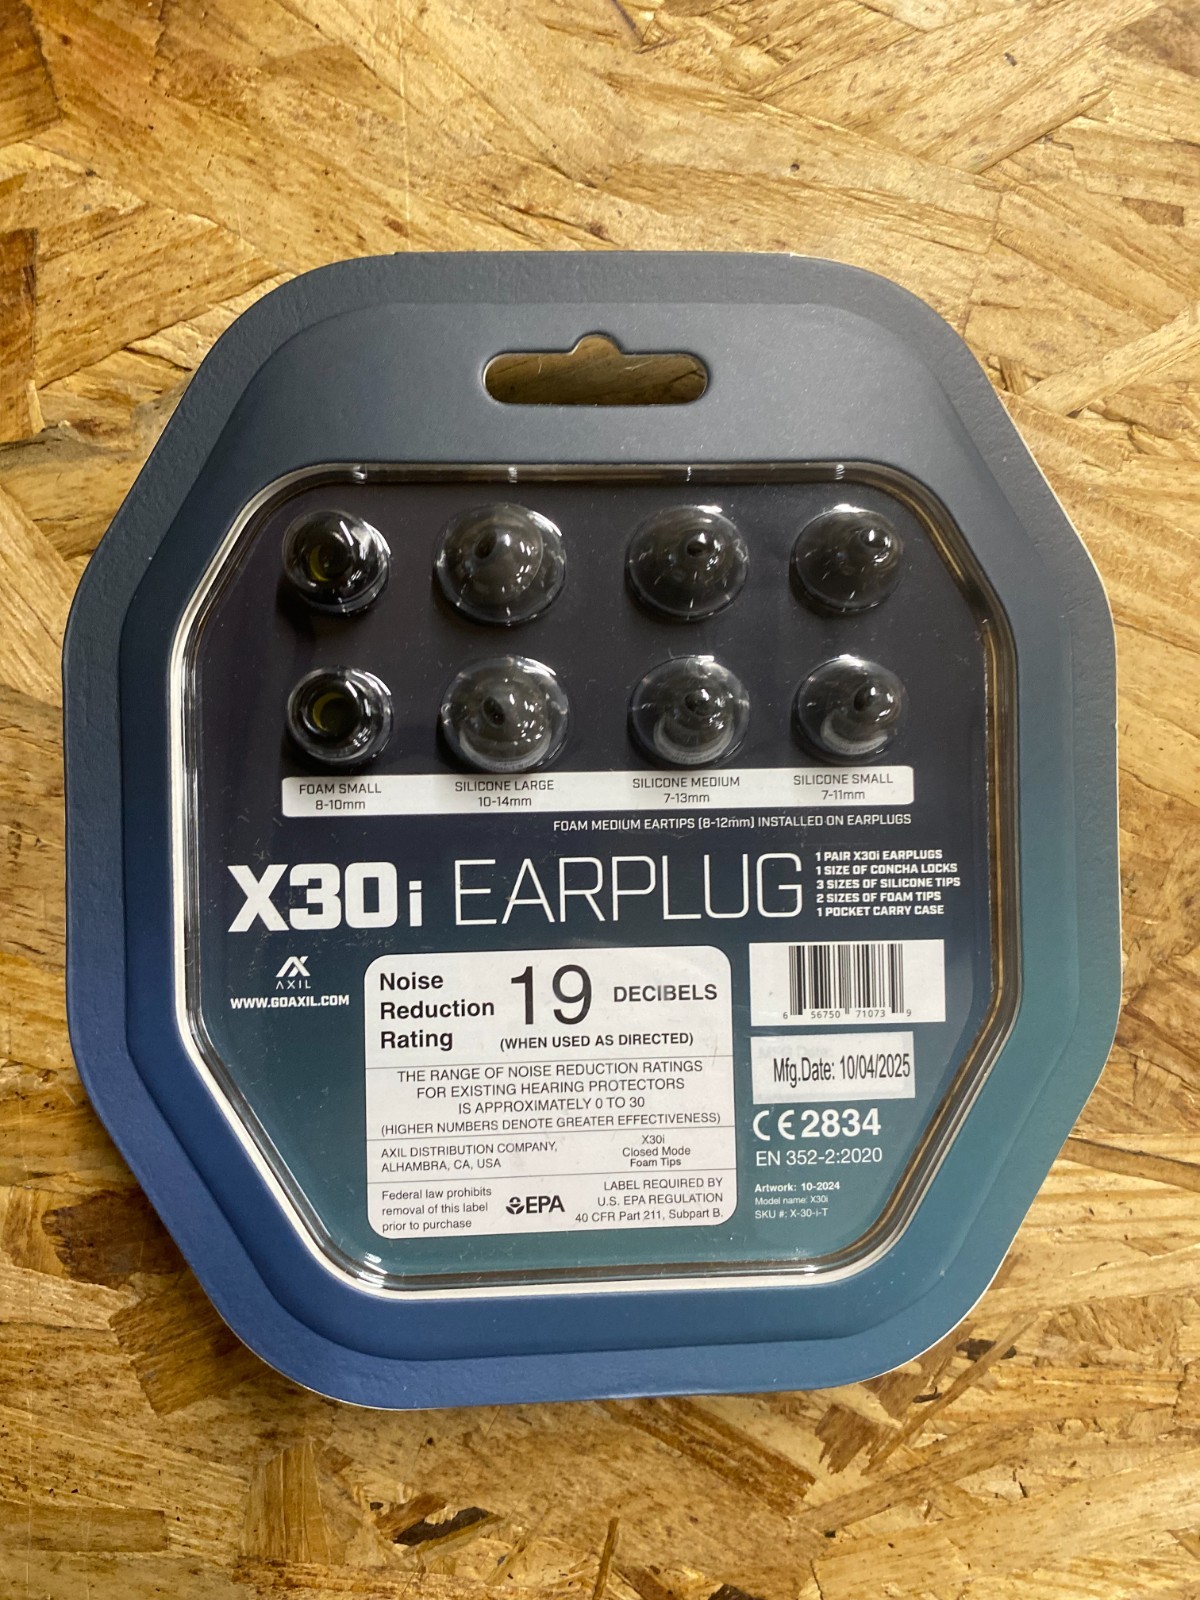 FOAM SMALL
8-10mm
SILICONE LARGE
10-14mm
SILICONE MEDIUM
7-13mm
SILICONE SMALL
7-11mm
FOAM MEDIUM EARTIPS (8-12mm) INSTALLED ON EARPLUGS
X30i EARPLUG
1 PAIR X30i EARPLUGS
1 SIZE OF CONCHA LOCKS
3 SIZES OF SILICONE TIPS
2 SIZES OF FOAM TIPS
1 POCKET CARRY CASE
AXIL
WWW.GOAXIL.COM
Noise
Reduction
Rating
19 DECIBELS
(WHEN USED AS DIRECTED)
THE RANGE OF NOISE REDUCTION RATINGS
FOR EXISTING HEARING PROTECTORS
IS APPROXIMATELY 0 TO 30
(HIGHER NUMBERS DENOTE GREATER EFFECTIVENESS)
AXIL DISTRIBUTION COMPANY,
ALHAMBRA, CA, USA
X30i
Closed Mode
Foam Tips
Federal law prohibits
removal of this label
prior to purchase
EPA
LABEL REQUIRED BY
U.S. EPA REGULATION
40 CFR Part 211, Subpart B.
6 56750 71073 9
Mfg.Date: 10/04/2025
CE 2834
EN 352-2:2020
Artwork: 10-2024
Model name: X30i
SKU #: X-30-i-T